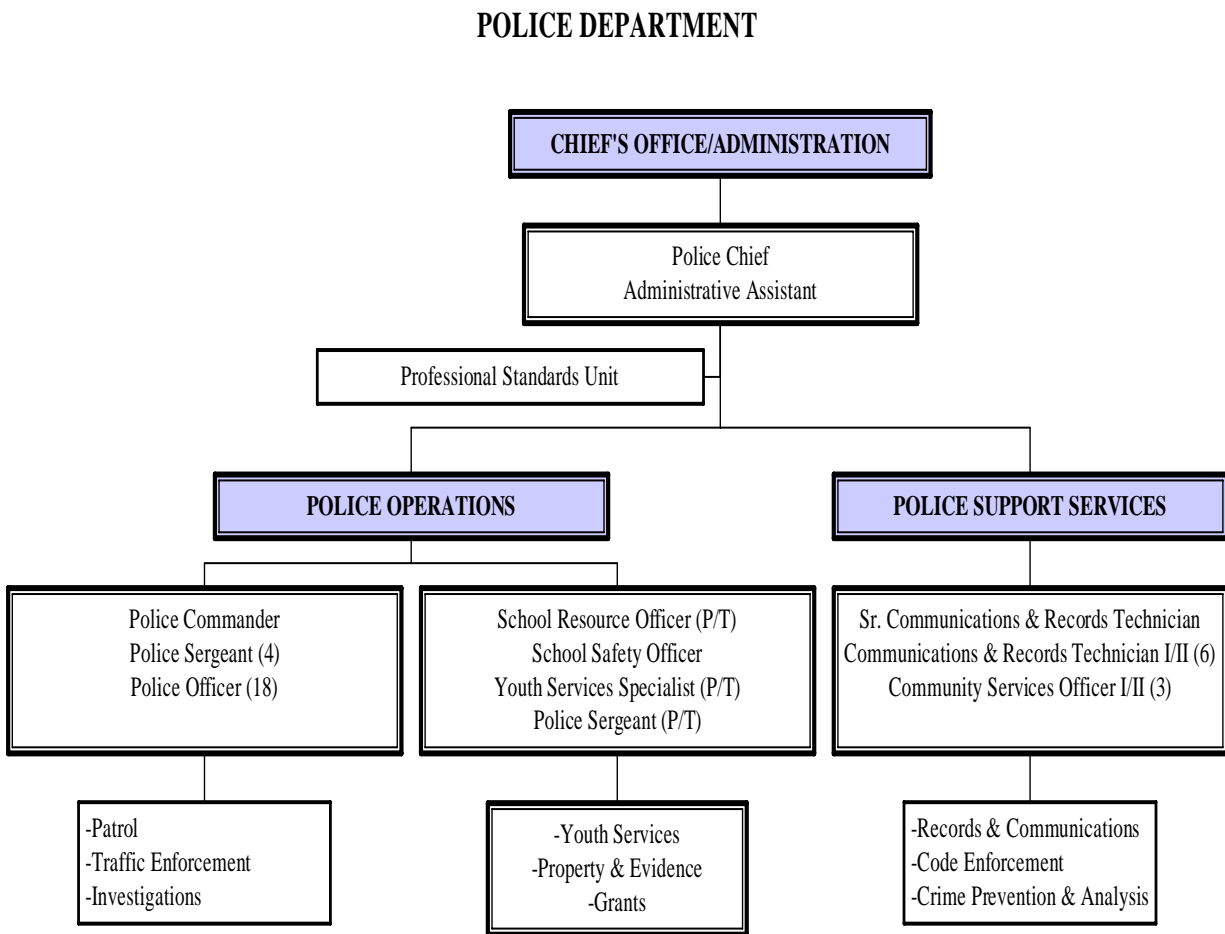 POLICE DEPARTMENT
CHIEF'S OFFICE/ADMINISTRATION
Police Chief
Administrative Assistant
Professional Standards Unit
POLICE OPERATIONS
POLICE SUPPORT SERVICES
Police Commander
Police Sergeant (4)
Police Officer (18)
School Resource Officer (P/T)
School Safety Officer
Youth Services Specialist (P/T)
Police Sergeant (P/T)
Sr. Communications & Records Technician
Communications & Records Technician I/II (6)
Community Services Officer I/II (3)
-Patrol
-Traffic Enforcement
-Investigations
-Youth Services
-Property & Evidence
-Grants
-Records & Communications
-Code Enforcement
-Crime Prevention & Analysis